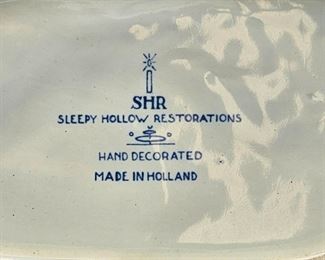 SHR
SLEEPY HOLLOW RESTORATIONS
HAND DECORATED
MADE IN HOLLAND